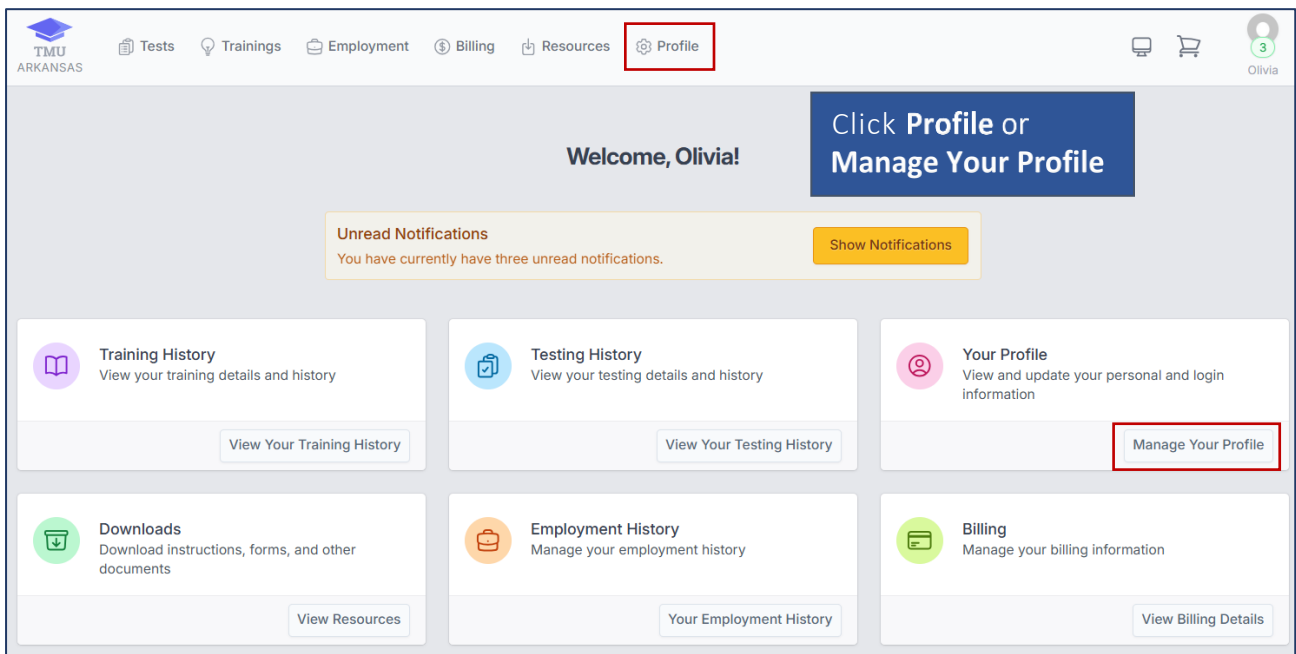 TMU
ARKANSAS
Tests
Trainings
Employment
Billing
Resources
Profile
3
Olivia
Click Profile or
Manage Your Profile
Welcome, Olivia!
Unread Notifications
You have currently have three unread notifications.
Show Notifications
Training History
View your training details and history
View Your Training History
Testing History
View your testing details and history
View Your Testing History
Your Profile
View and update your personal and login
information
Manage Your Profile
Downloads
Download instructions, forms, and other
documents
View Resources
Employment History
Manage your employment history
Your Employment History
Billing
Manage your billing information
View Billing Details